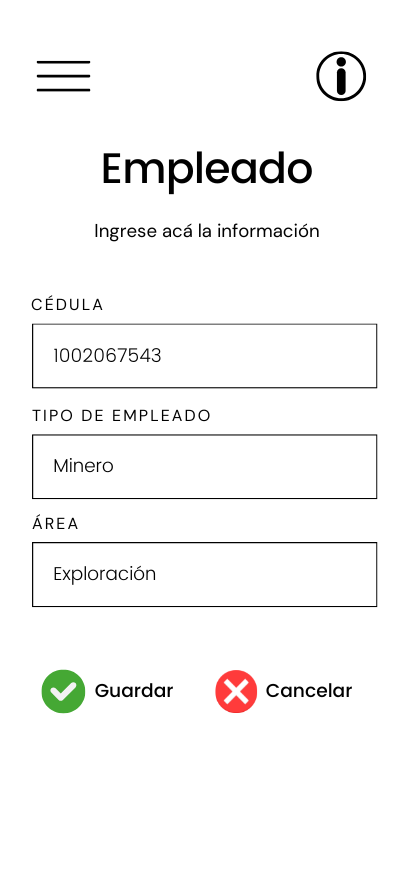 Empleado
Ingrese acá la información
CÉDULA
1002067543
TIPO DE EMPLEADO
Minero
ÁREA
Exploración
Guardar Cancelar